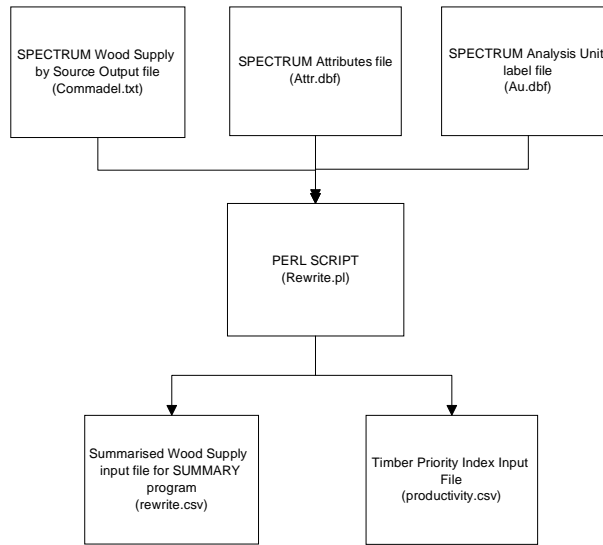 SPECTRUM Wood Supply
by Source Output file
(Commadel.txt)
SPECTRUM Attributes file
(Attr.dbf)
SPECTRUM Analysis Unit
label file
(Au.dbf)
PERL SCRIPT
(Rewrite.pl)
Summarised Wood Supply
input file for SUMMARY
program
(rewrite.csv)
Timber Priority Index Input
File
(productivity.csv)